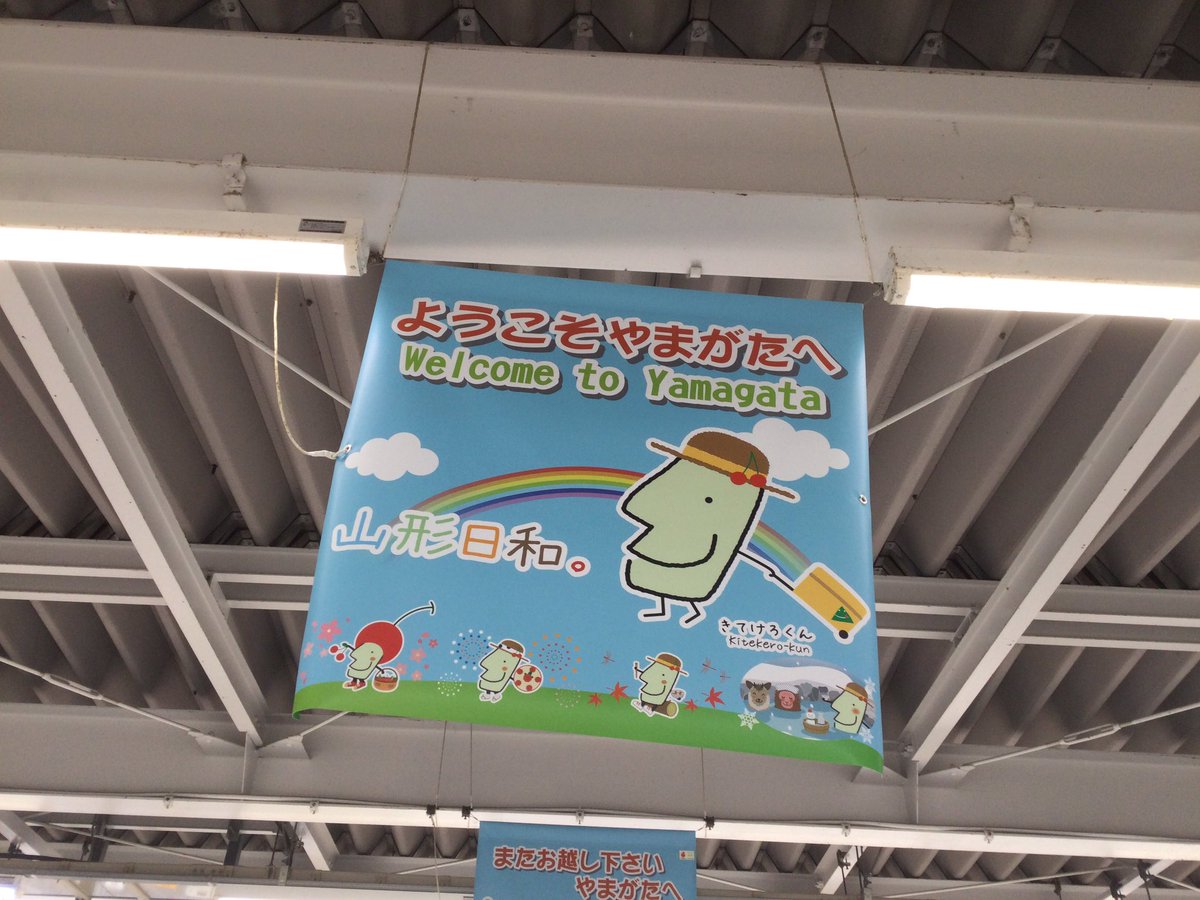 ようこそやまがたへ
Welcome to Yamagata
山形日和。
きてけろくん
Kitekero-kun
またお越し下さい
やまがたへ